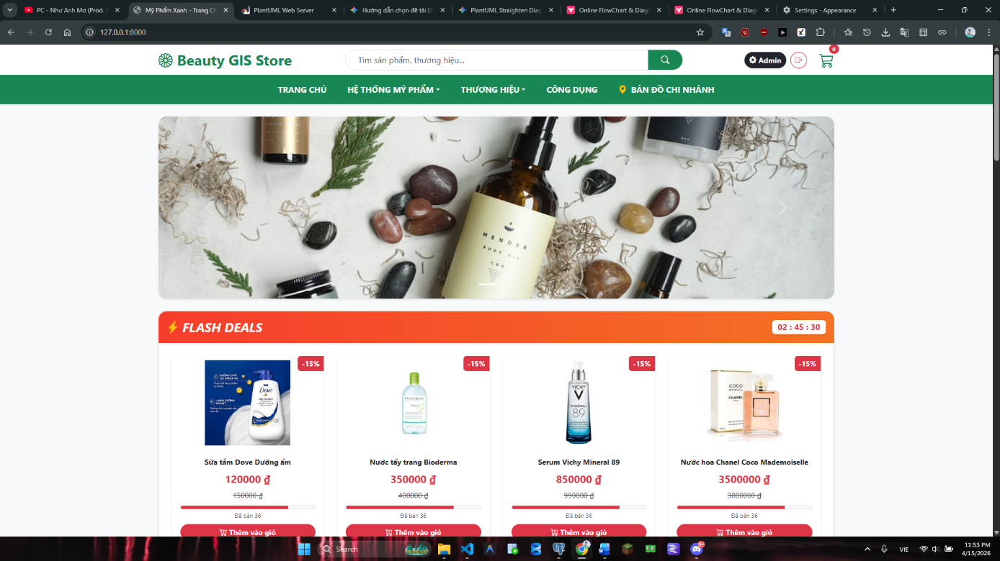 PC - Như Anh Mơ (Prod. 
Mỹ Phẩm Xanh - Trang Ch
PlantUML Web Server
Hướng dẫn chọn đề tài LT
PlantUML Straighten Diag
Online FlowChart & Diagr
Online FlowChart & Diagr
Settings - Appearance
127.0.0.1:8000
Beauty GIS Store
Tìm sản phẩm, thương hiệu...
Admin
0
TRANG CHỦ
HỆ THỐNG MỸ PHẨM
THƯƠNG HIỆU
CÔNG DỤNG
BẢN ĐỒ CHI NHÁNH
MENDER
BODY OIL
CBD
FLASH DEALS
02 : 45 : 30
-15%
-15%
-15%
-15%
Dove
BIODERMA
VICHY
MINERAL
89
COCO
CHANEL
Sữa tắm Dove Dưỡng ẩm
Nước tẩy trang Bioderma
Serum Vichy Mineral 89
Nước hoa Chanel Coco Mademoiselle
120000 ₫
350000 ₫
850000 ₫
3500000 ₫
150000 ₫
400000 ₫
990000 ₫
3800000 ₫
Đã bán 36
Đã bán 36
Đã bán 36
Đã bán 36
Thêm vào giỏ
Thêm vào giỏ
Thêm vào giỏ
Thêm vào giỏ
Search
VIE
11:53 PM
4/15/2026